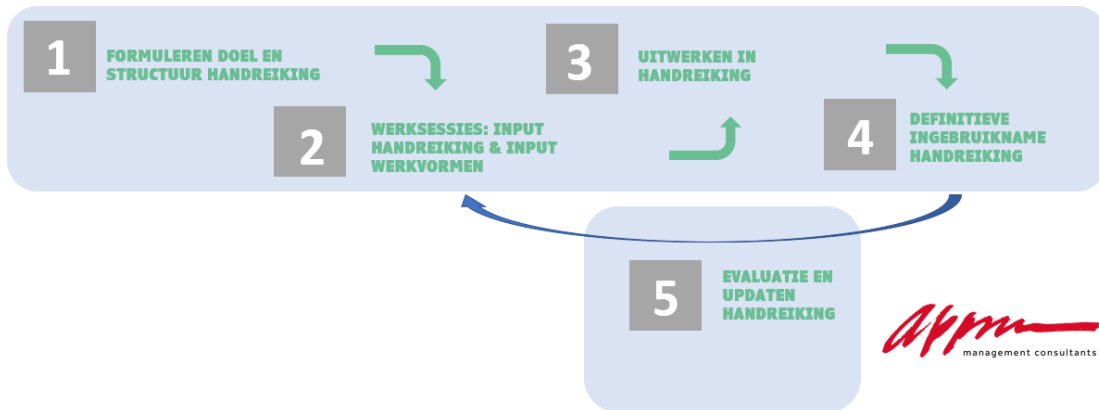 1
FORMULEREN DOEL EN
STRUCTUUR HANDREIKING
2
WERKSESSIES: INPUT
HANDREIKING & INPUT
WERKVORMEN
3
UITWERKEN IN
HANDREIKING
4
DEFINITIEVE
INGEBRUIKNAME
HANDREIKING
5
EVALUATIE EN
UPDATEN
HANDREIKING
appm
management consultants